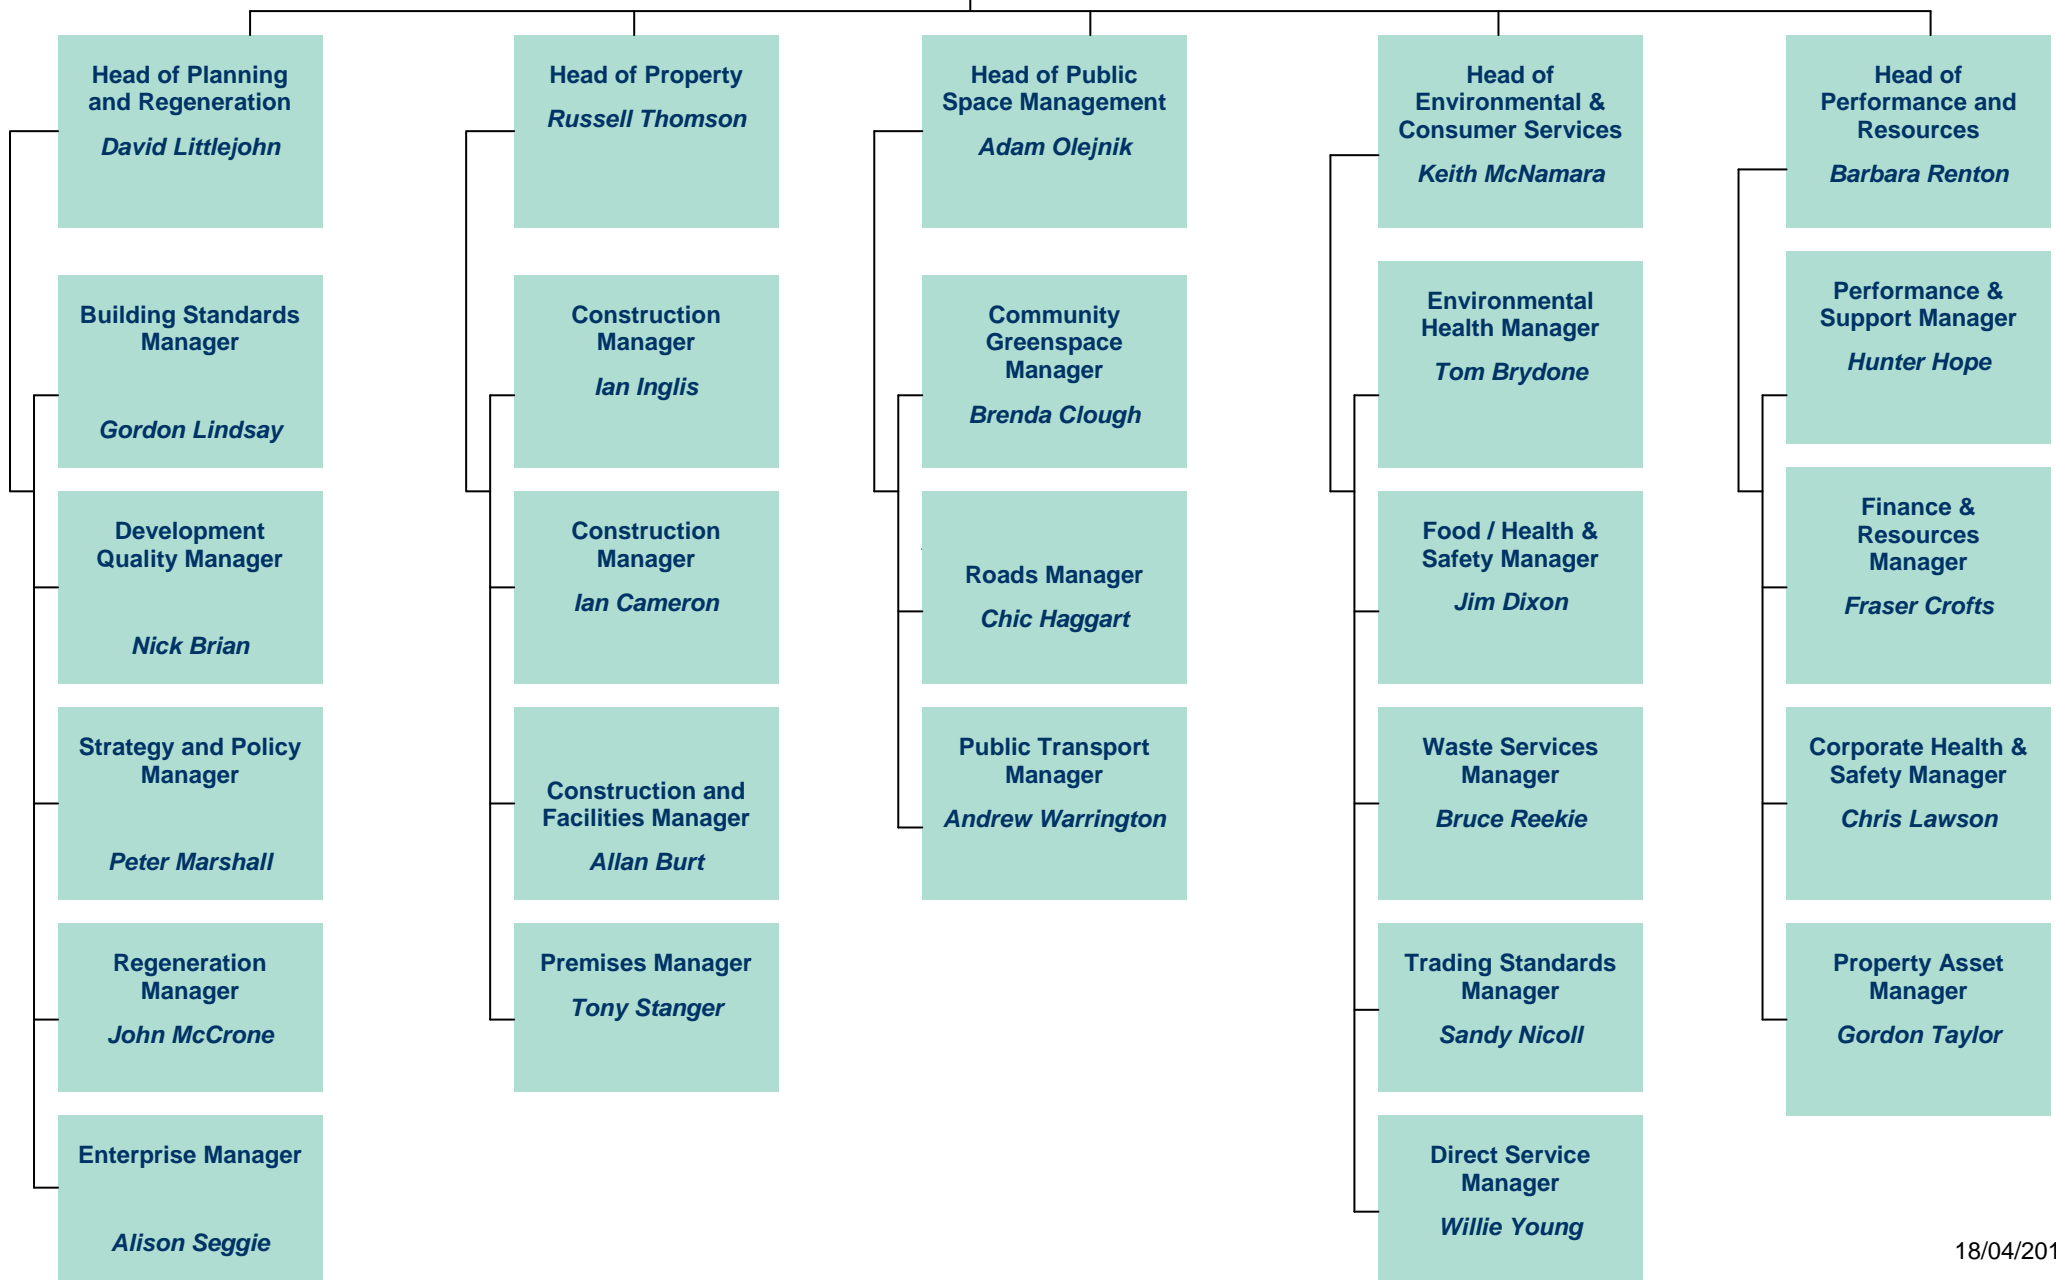 Head of Planning
and Regeneration
David Littlejohn
Building Standards
Manager
Gordon Lindsay
Development
Quality Manager
Nick Brian
Strategy and Policy
Manager
Peter Marshall
Regeneration
Manager
John McCrone
Enterprise Manager
Alison Seggie
Head of Property
Russell Thomson
Construction
Manager
Ian Inglis
Construction
Manager
Ian Cameron
Construction and
Facilities Manager
Allan Burt
Premises Manager
Tony Stanger
Head of Public
Space Management
Adam Olejnik
Community
Greenspace
Manager
Brenda Clough
Roads Manager
Chic Haggart
Public Transport
Manager
Andrew Warrington
Head of
Environmental &
Consumer Services
Keith McNamara
Environmental
Health Manager
Tom Brydone
Food / Health &
Safety Manager
Jim Dixon
Waste Services
Manager
Bruce Reekie
Trading Standards
Manager
Sandy Nicoll
Direct Service
Manager
Willie Young
Head of
Performance and
Resources
Barbara Renton
Performance &
Support Manager
Hunter Hope
Finance &
Resources
Manager
Fraser Crofts
Corporate Health &
Safety Manager
Chris Lawson
Property Asset
Manager
Gordon Taylor
18/04/201